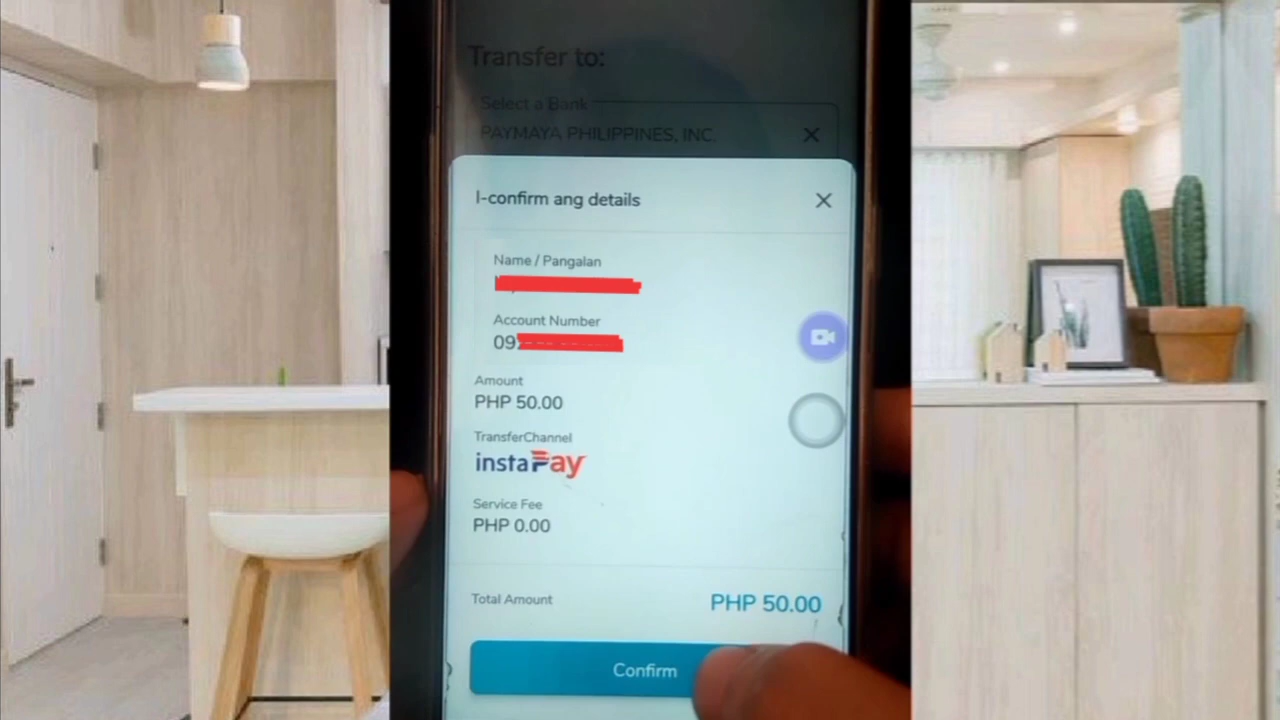 Transfer to:
Select a Bank
PAYMAYA PHILIPPINES, INC.
I-confirm ang details
Name / Pangalan
Account Number
09
Amount
PHP 50.00
TransferChannel
instaPay
Service Fee
PHP 0.00
Total Amount PHP 50.00
Confirm